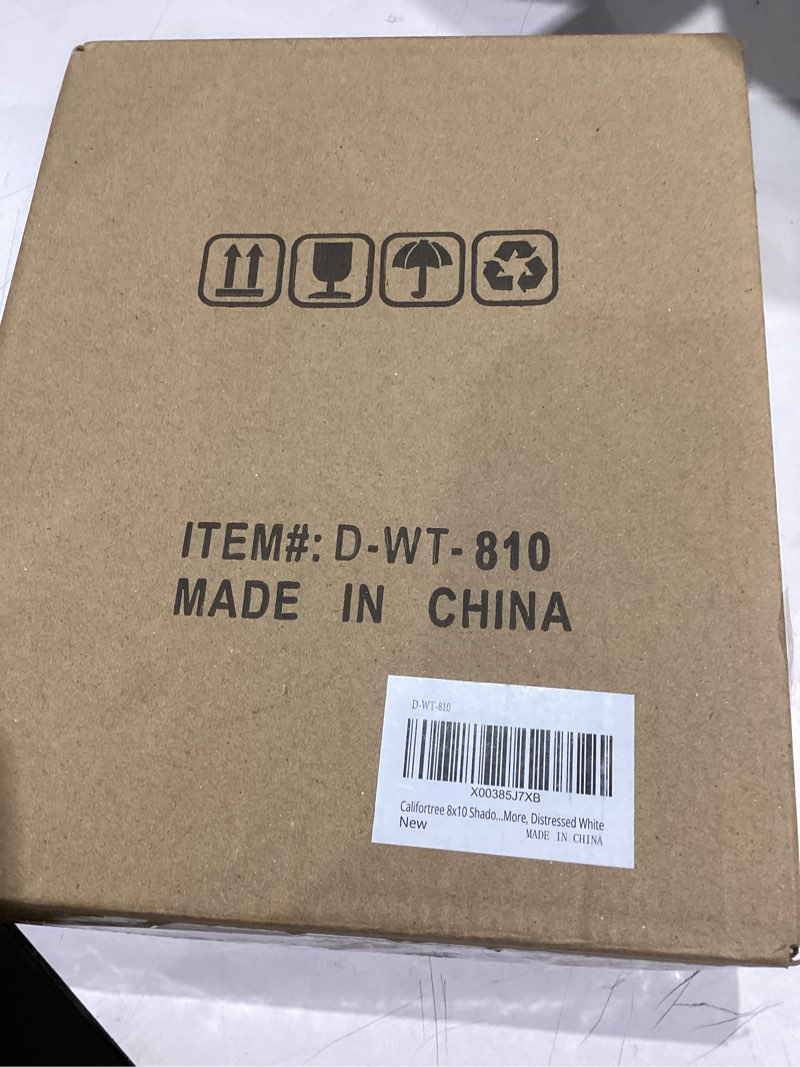 ITEM#: D-WT-810
MADE IN CHINA
D-WT-810
X00385J7XB
Califortree 8x10 Shado...More, Distressed White
New
MADE IN CHINA